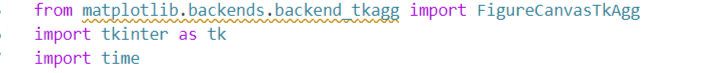 from matplotlib.backends.backend_tkagg import FigureCanvasTkAgg
import tkinter as tk
import time